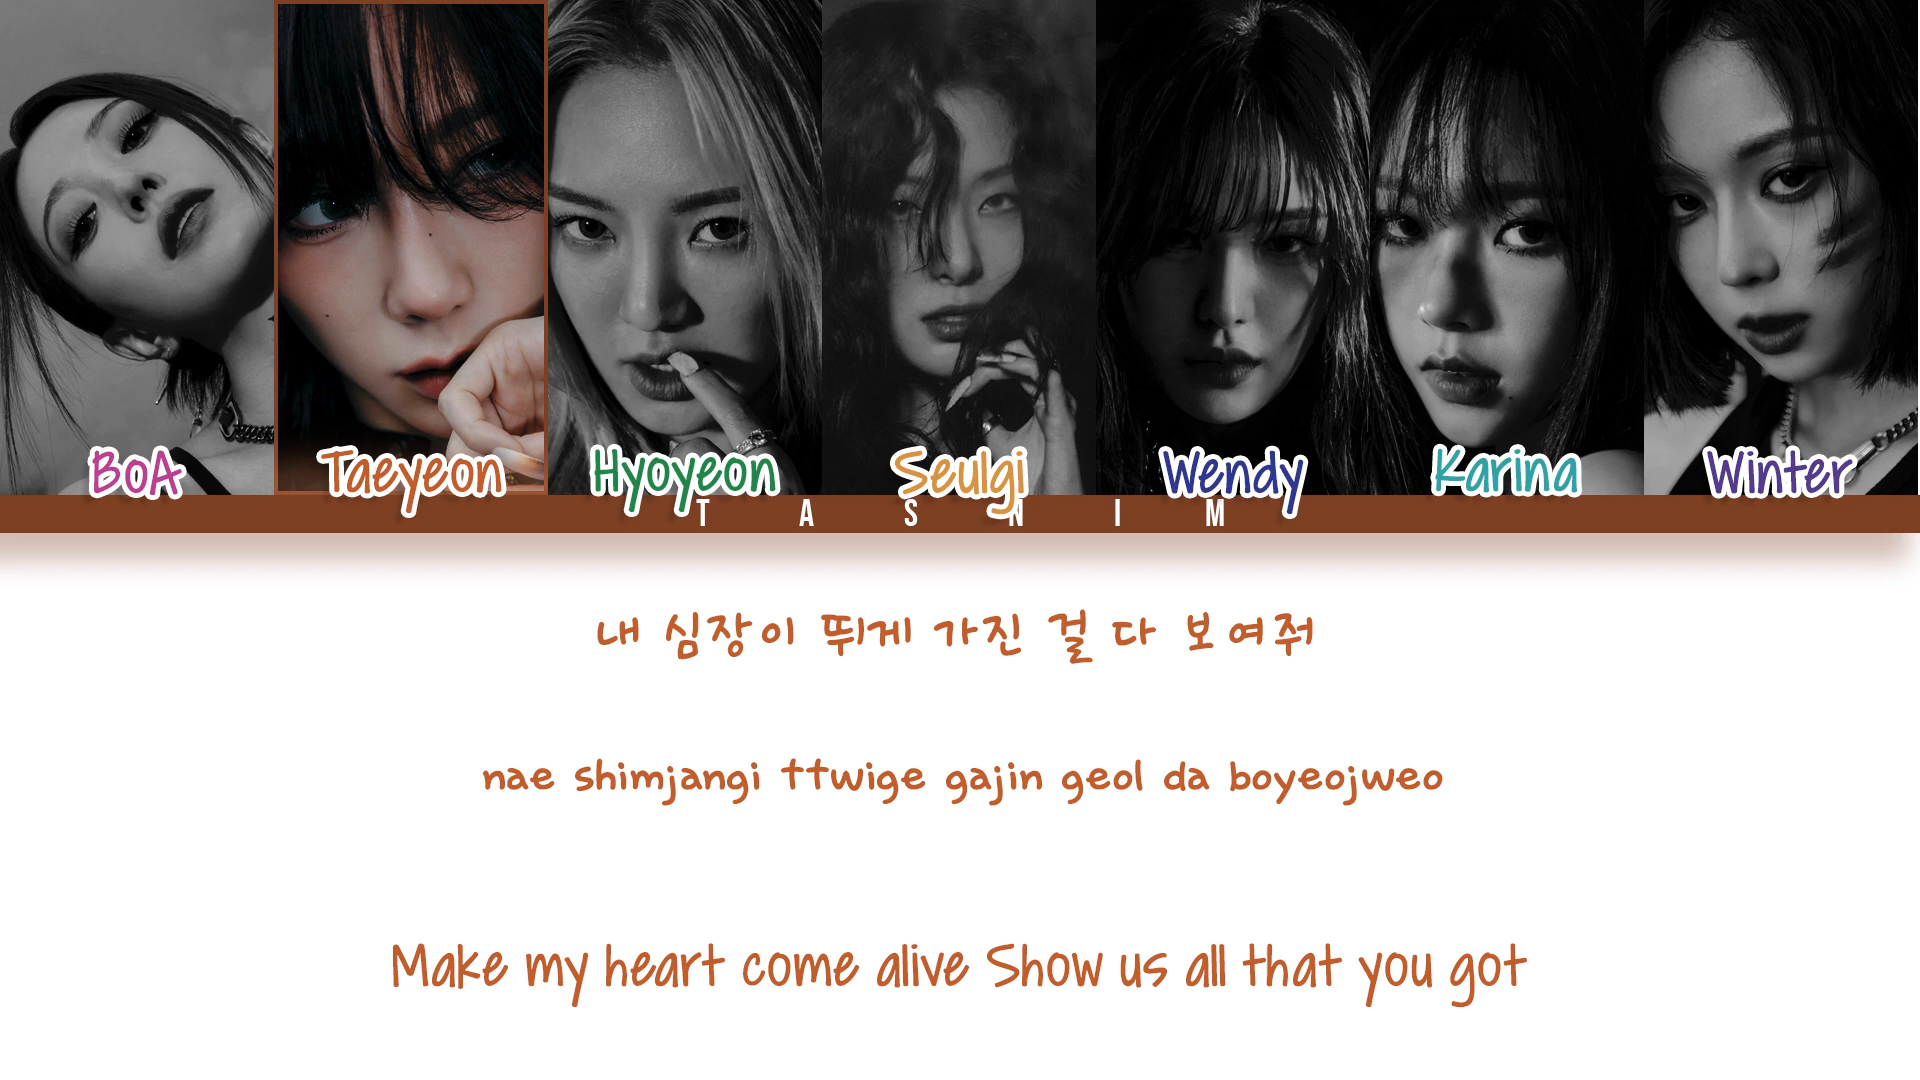 BoA Taeyeon Hyoyeon Seulgi Wendy Karina Winter
TASNIM
내 심장이 뛰게 가진 걸 다 보여줘
nae shimjangi ttwige gajin geol da boyeojweo
Make my heart come alive Show us all that you got